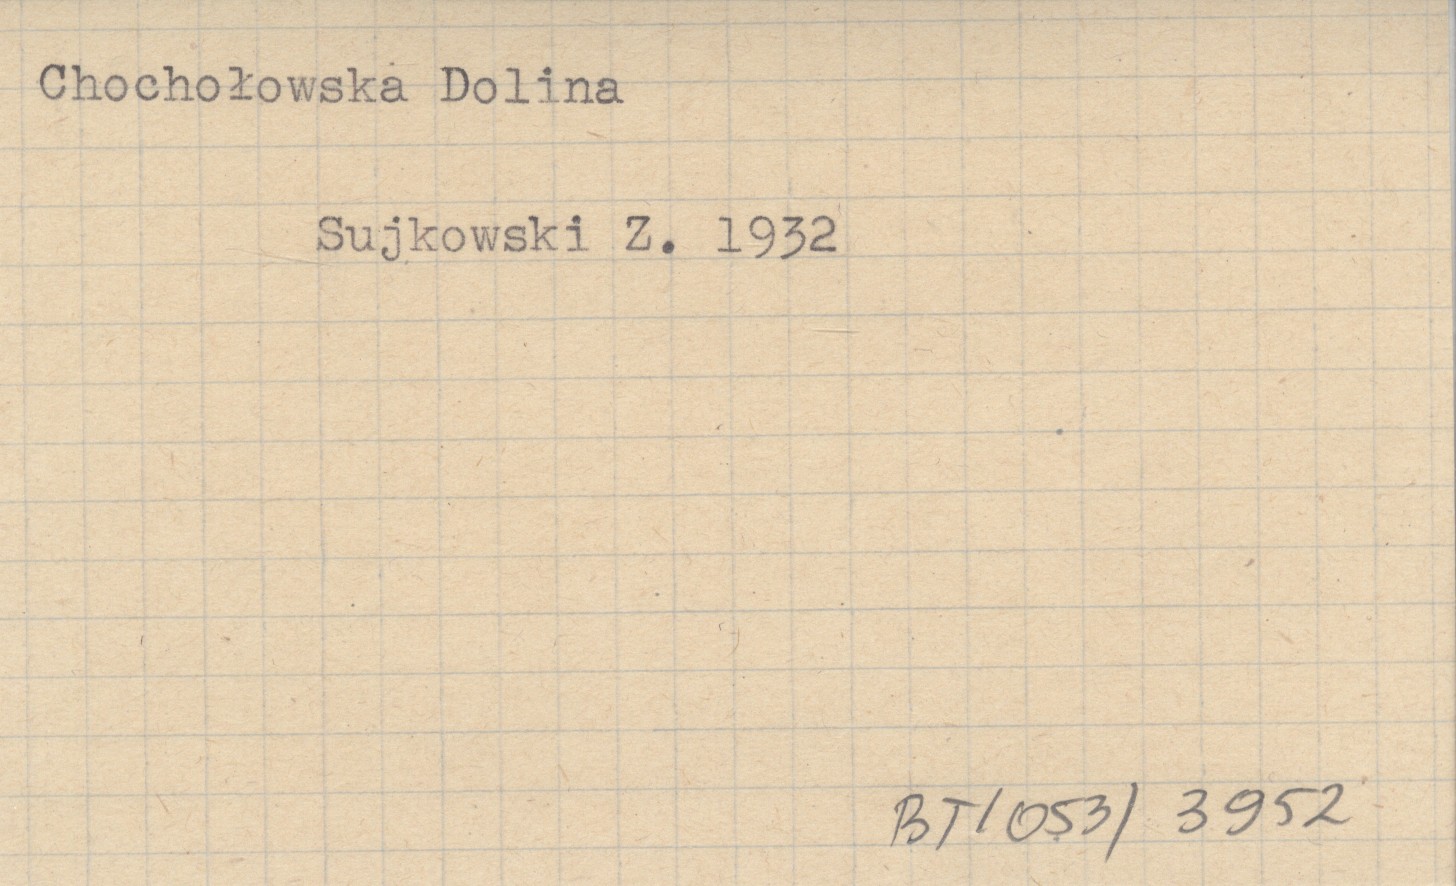 Chochołowska Dolina
Sujkowski Z. 1932
BT/053/ 3952